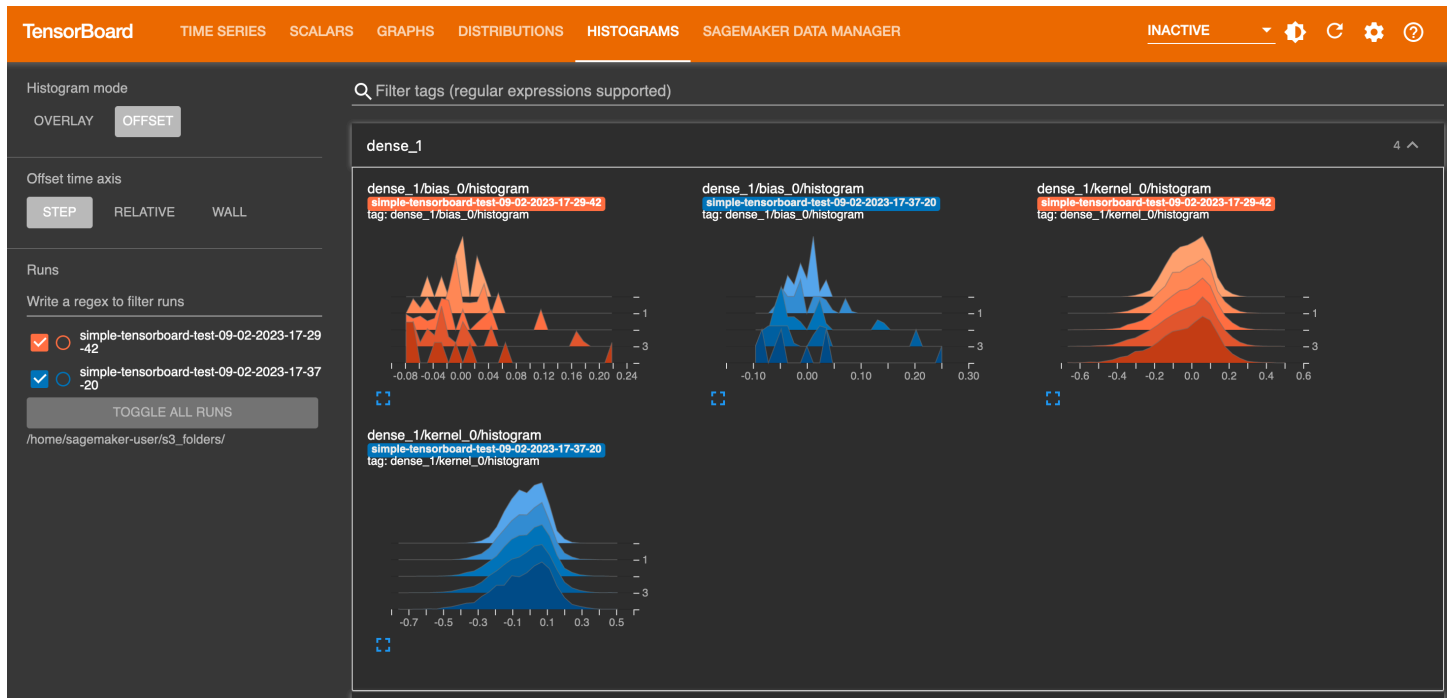 TensorBoard TIME SERIES SCALARS GRAPHS DISTRIBUTIONS HISTOGRAMS SAGEMAKER DATA MANAGER INACTIVE
Histogram mode
OVERLAY OFFSET
Offset time axis
STEP RELATIVE WALL
Runs
Write a regex to filter runs
simple-tensorboard-test-09-02-2023-17-29
-42
simple-tensorboard-test-09-02-2023-17-37
-20
TOGGLE ALL RUNS
/home/sagemaker-user/s3_folders/
Filter tags (regular expressions supported)
dense_1 4
dense_1/bias_0/histogram
simple-tensorboard-test-09-02-2023-17-29-42
tag: dense_1/bias_0/histogram
1
3
-0.08 -0.04 0.00 0.04 0.08 0.12 0.16 0.20 0.24
dense_1/bias_0/histogram
simple-tensorboard-test-09-02-2023-17-37-20
tag: dense_1/bias_0/histogram
1
3
-0.10 0.00 0.10 0.20 0.30
dense_1/kernel_0/histogram
simple-tensorboard-test-09-02-2023-17-29-42
tag: dense_1/kernel_0/histogram
1
3
-0.6 -0.4 -0.2 0.0 0.2 0.4 0.6
dense_1/kernel_0/histogram
simple-tensorboard-test-09-02-2023-17-37-20
tag: dense_1/kernel_0/histogram
1
3
-0.7 -0.5 -0.3 -0.1 0.1 0.3 0.5